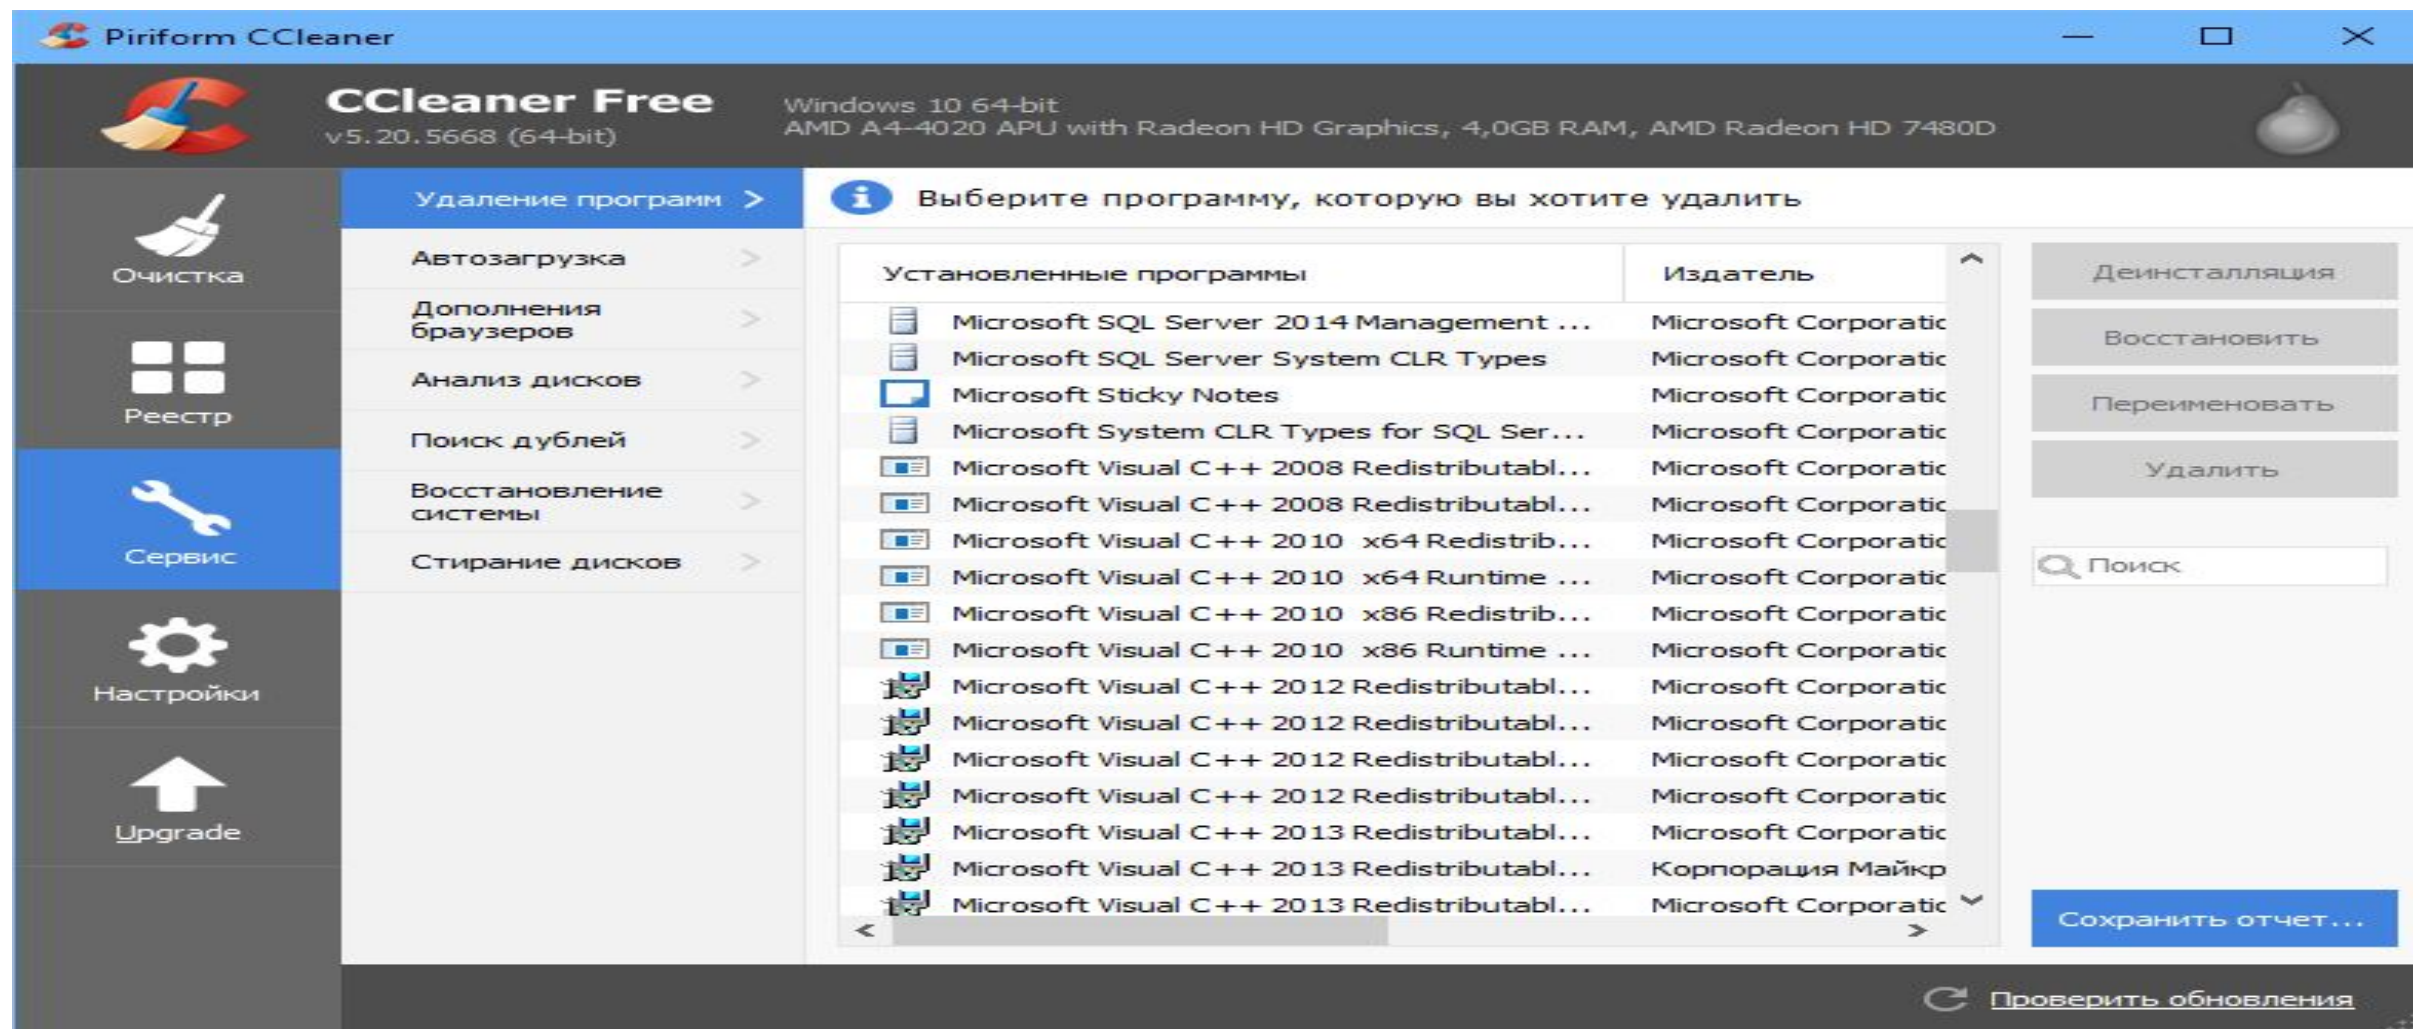 Piriform CCleaner
CCleaner Free
v5.20.5668 (64-bit)
Windows 10 64-bit
AMD A4-4020 APU with Radeon HD Graphics, 4,0GB RAM, AMD Radeon HD 7480D
Очистка
Реестр
Сервис
Настройки
Upgrade
Удаление программ >
Автозагрузка >
Дополнения
браузеров >
Анализ дисков >
Поиск дублей >
Восстановление
системы >
Стирание дисков >
Выберите программу, которую вы хотите удалить
Установленные программы Издатель
Microsoft SQL Server 2014 Management ... Microsoft Corporatic
Microsoft SQL Server System CLR Types Microsoft Corporatic
Microsoft Sticky Notes Microsoft Corporatic
Microsoft System CLR Types for SQL Ser... Microsoft Corporatic
Microsoft Visual C++ 2008 Redistributabl... Microsoft Corporatic
Microsoft Visual C++ 2008 Redistributabl... Microsoft Corporatic
Microsoft Visual C++ 2010 x64 Redistrib... Microsoft Corporatic
Microsoft Visual C++ 2010 x64 Runtime ... Microsoft Corporatic
Microsoft Visual C++ 2010 x86 Redistrib... Microsoft Corporatic
Microsoft Visual C++ 2010 x86 Runtime ... Microsoft Corporatic
Microsoft Visual C++ 2012 Redistributabl... Microsoft Corporatic
Microsoft Visual C++ 2012 Redistributabl... Microsoft Corporatic
Microsoft Visual C++ 2012 Redistributabl... Microsoft Corporatic
Microsoft Visual C++ 2012 Redistributabl... Microsoft Corporatic
Microsoft Visual C++ 2013 Redistributabl... Microsoft Corporatic
Microsoft Visual C++ 2013 Redistributabl... Корпорация Майкр
Microsoft Visual C++ 2013 Redistributabl... Microsoft Corporatic
Деинсталляция
Восстановить
Переименовать
Удалить
Поиск
Сохранить отчет...
Проверить обновления